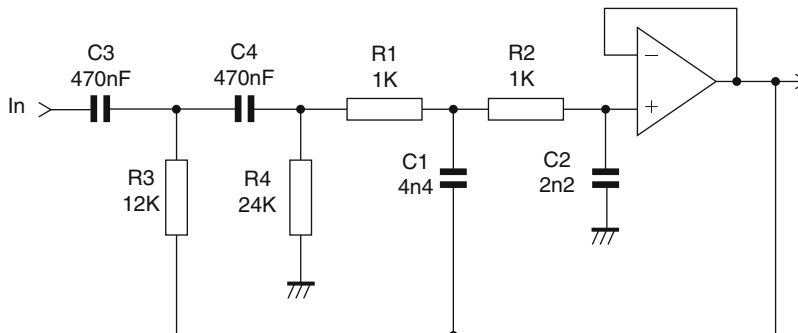 C3
470nF
C4
470nF
R1
1K
R2
1K
In
−
+
R3
12K
R4
24K
C1
4n4
C2
2n2